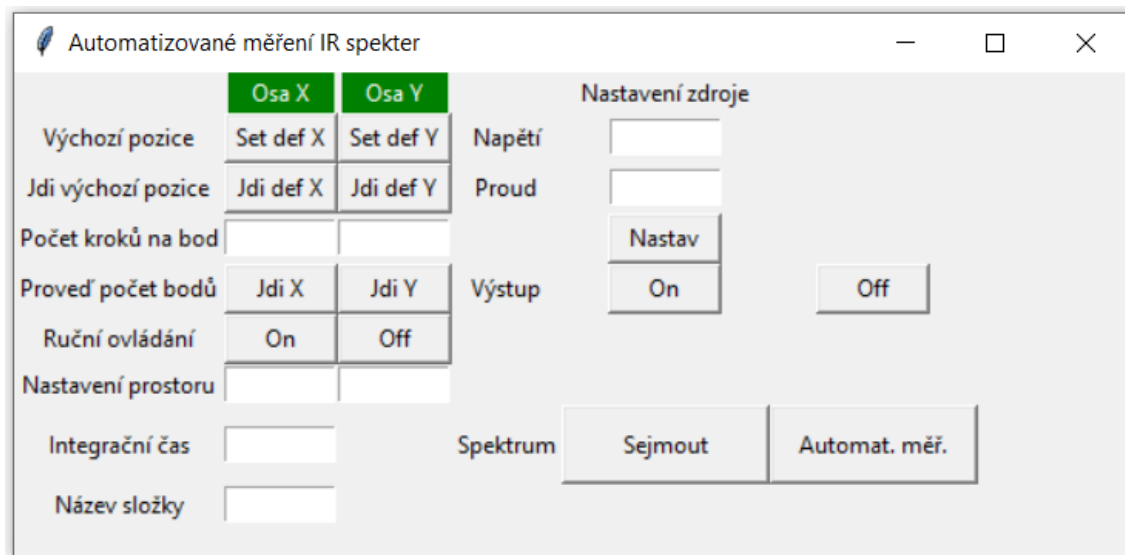 Automatizované měření IR spekter
Osa X Osa Y Nastavení zdroje
Výchozí pozice Set def X Set def Y Napětí
Jdi výchozí pozice Jdi def X Jdi def Y Proud
Počet kroků na bod Nastav
Proveď počet bodů Jdi X Jdi Y Výstup On Off
Ruční ovládání On Off
Nastavení prostoru
Integrační čas Spektrum Sejmout Automat. měř.
Název složky